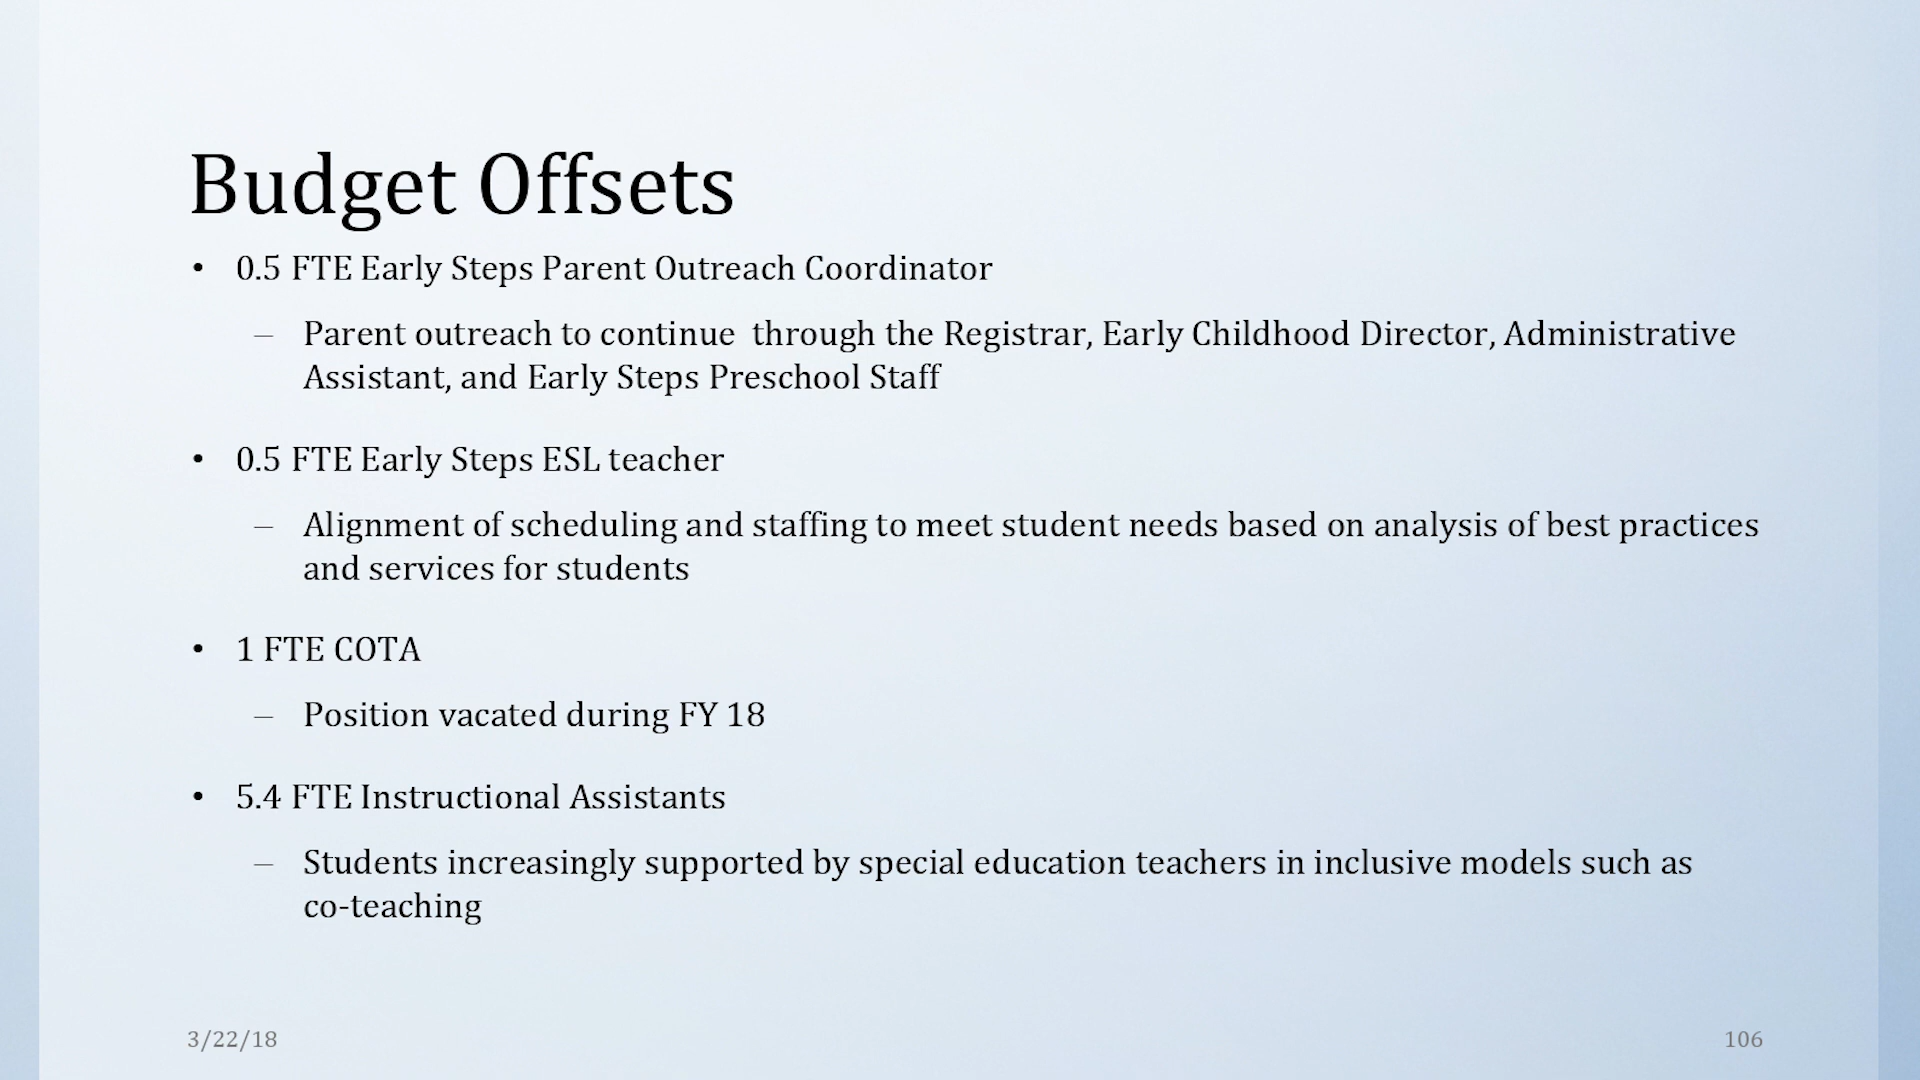 Budget Offsets
• 0.5 FTE Early Steps Parent Outreach Coordinator
– Parent outreach to continue  through the Registrar, Early Childhood Director, Administrative
Assistant, and Early Steps Preschool Staff
• 0.5 FTE Early Steps ESL teacher
– Alignment of scheduling and staffing to meet student needs based on analysis of best practices
and services for students
• 1 FTE COTA
– Position vacated during FY 18
• 5.4 FTE Instructional Assistants
– Students increasingly supported by special education teachers in inclusive models such as
co-teaching
3/22/18
106